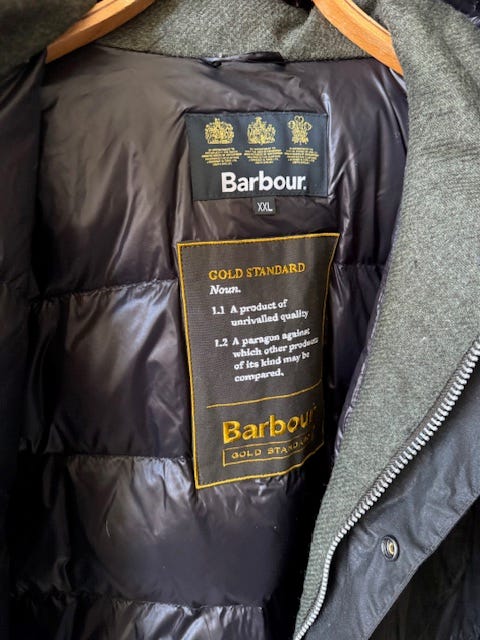 Barbour.
XXL
GOLD STANDARD
Noun.
1.1 A product of
unrivalled quality
1.2 A paragon against
which other products
of its kind may be
compared.
Barbour
GOLD STANDARD